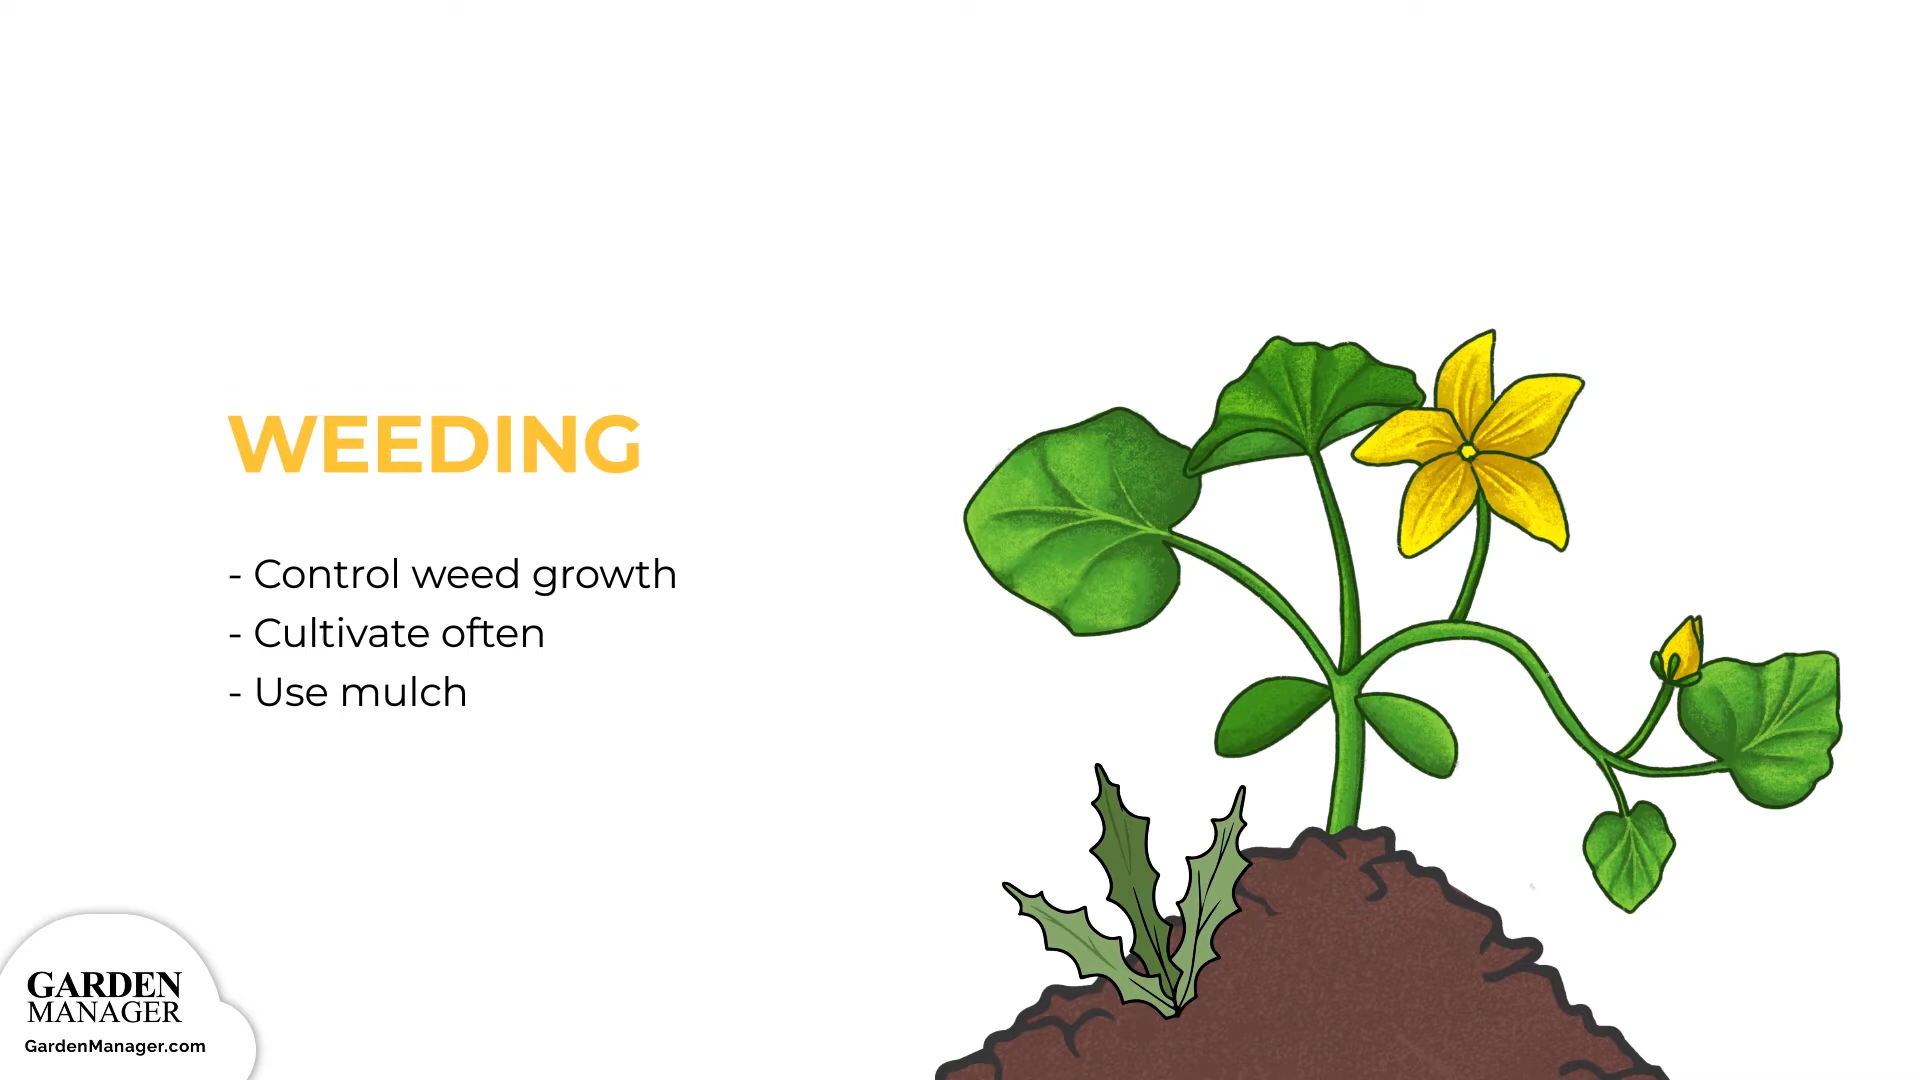 WEEDING
- Control weed growth
- Cultivate often
- Use mulch
GARDEN
MANAGER
GardenManager.com